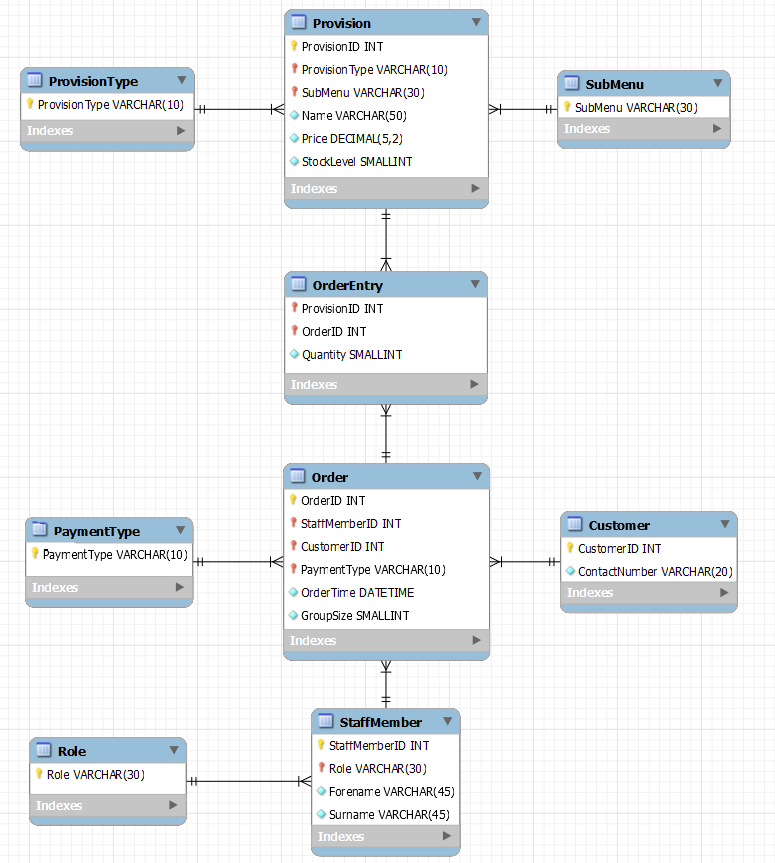 Provision
ProvisionID INT
ProvisionType VARCHAR(10)
SubMenu VARCHAR(30)
Name VARCHAR(50)
Price DECIMAL(5,2)
StockLevel SMALLINT
Indexes
ProvisionType
ProvisionType VARCHAR(10)
Indexes
SubMenu
SubMenu VARCHAR(30)
Indexes
OrderEntry
ProvisionID INT
OrderID INT
Quantity SMALLINT
Indexes
Order
OrderID INT
StaffMemberID INT
CustomerID INT
PaymentType VARCHAR(10)
OrderTime DATETIME
GroupSize SMALLINT
Indexes
PaymentType
PaymentType VARCHAR(10)
Indexes
Customer
CustomerID INT
ContactNumber VARCHAR(20)
Indexes
StaffMember
StaffMemberID INT
Role VARCHAR(30)
Forename VARCHAR(45)
Surname VARCHAR(45)
Indexes
Role
Role VARCHAR(30)
Indexes